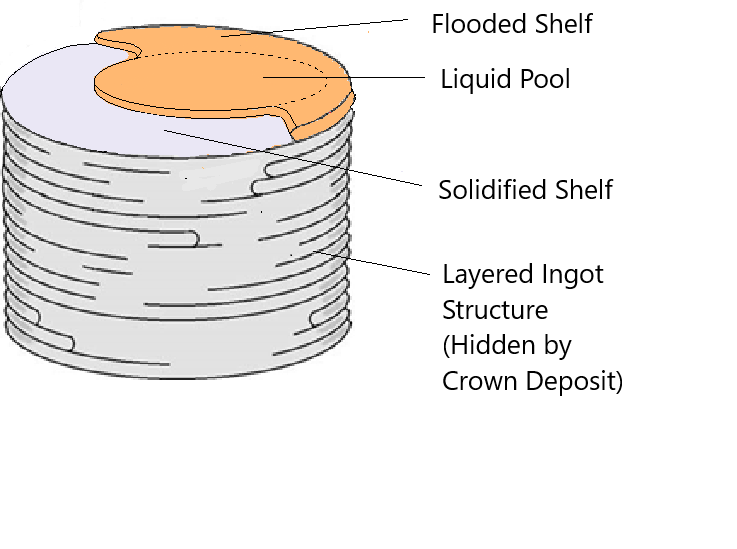 Flooded Shelf
Liquid Pool
Solidified Shelf
Layered Ingot
Structure
(Hidden by
Crown Deposit)